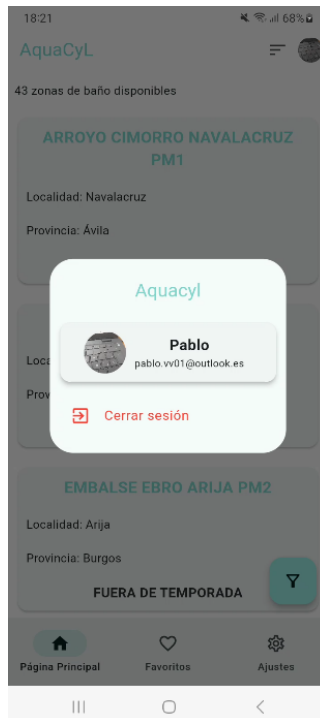 18:21
68%
AquaCyL
43 zonas de baño disponibles
ARROYO CIMORRO NAVALACRUZ
PM1
Localidad: Navalacruz
Provincia: Ávila
Aquacyl
Pablo
pablo.vv01@outlook.es
Loca
Prov
Cerrar sesión
EMBALSE EBRO ARIJA PM2
Localidad: Arija
Provincia: Burgos
FUERA DE TEMPORADA
Página Principal
Favoritos
Ajustes